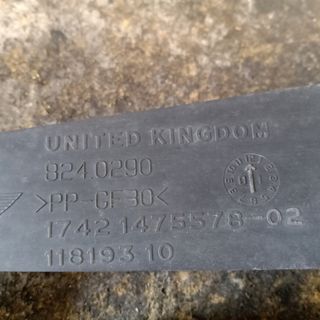 UNITED KINGDOM
824.0290
>PP-GF30<
1742 1475578-02
118193 10